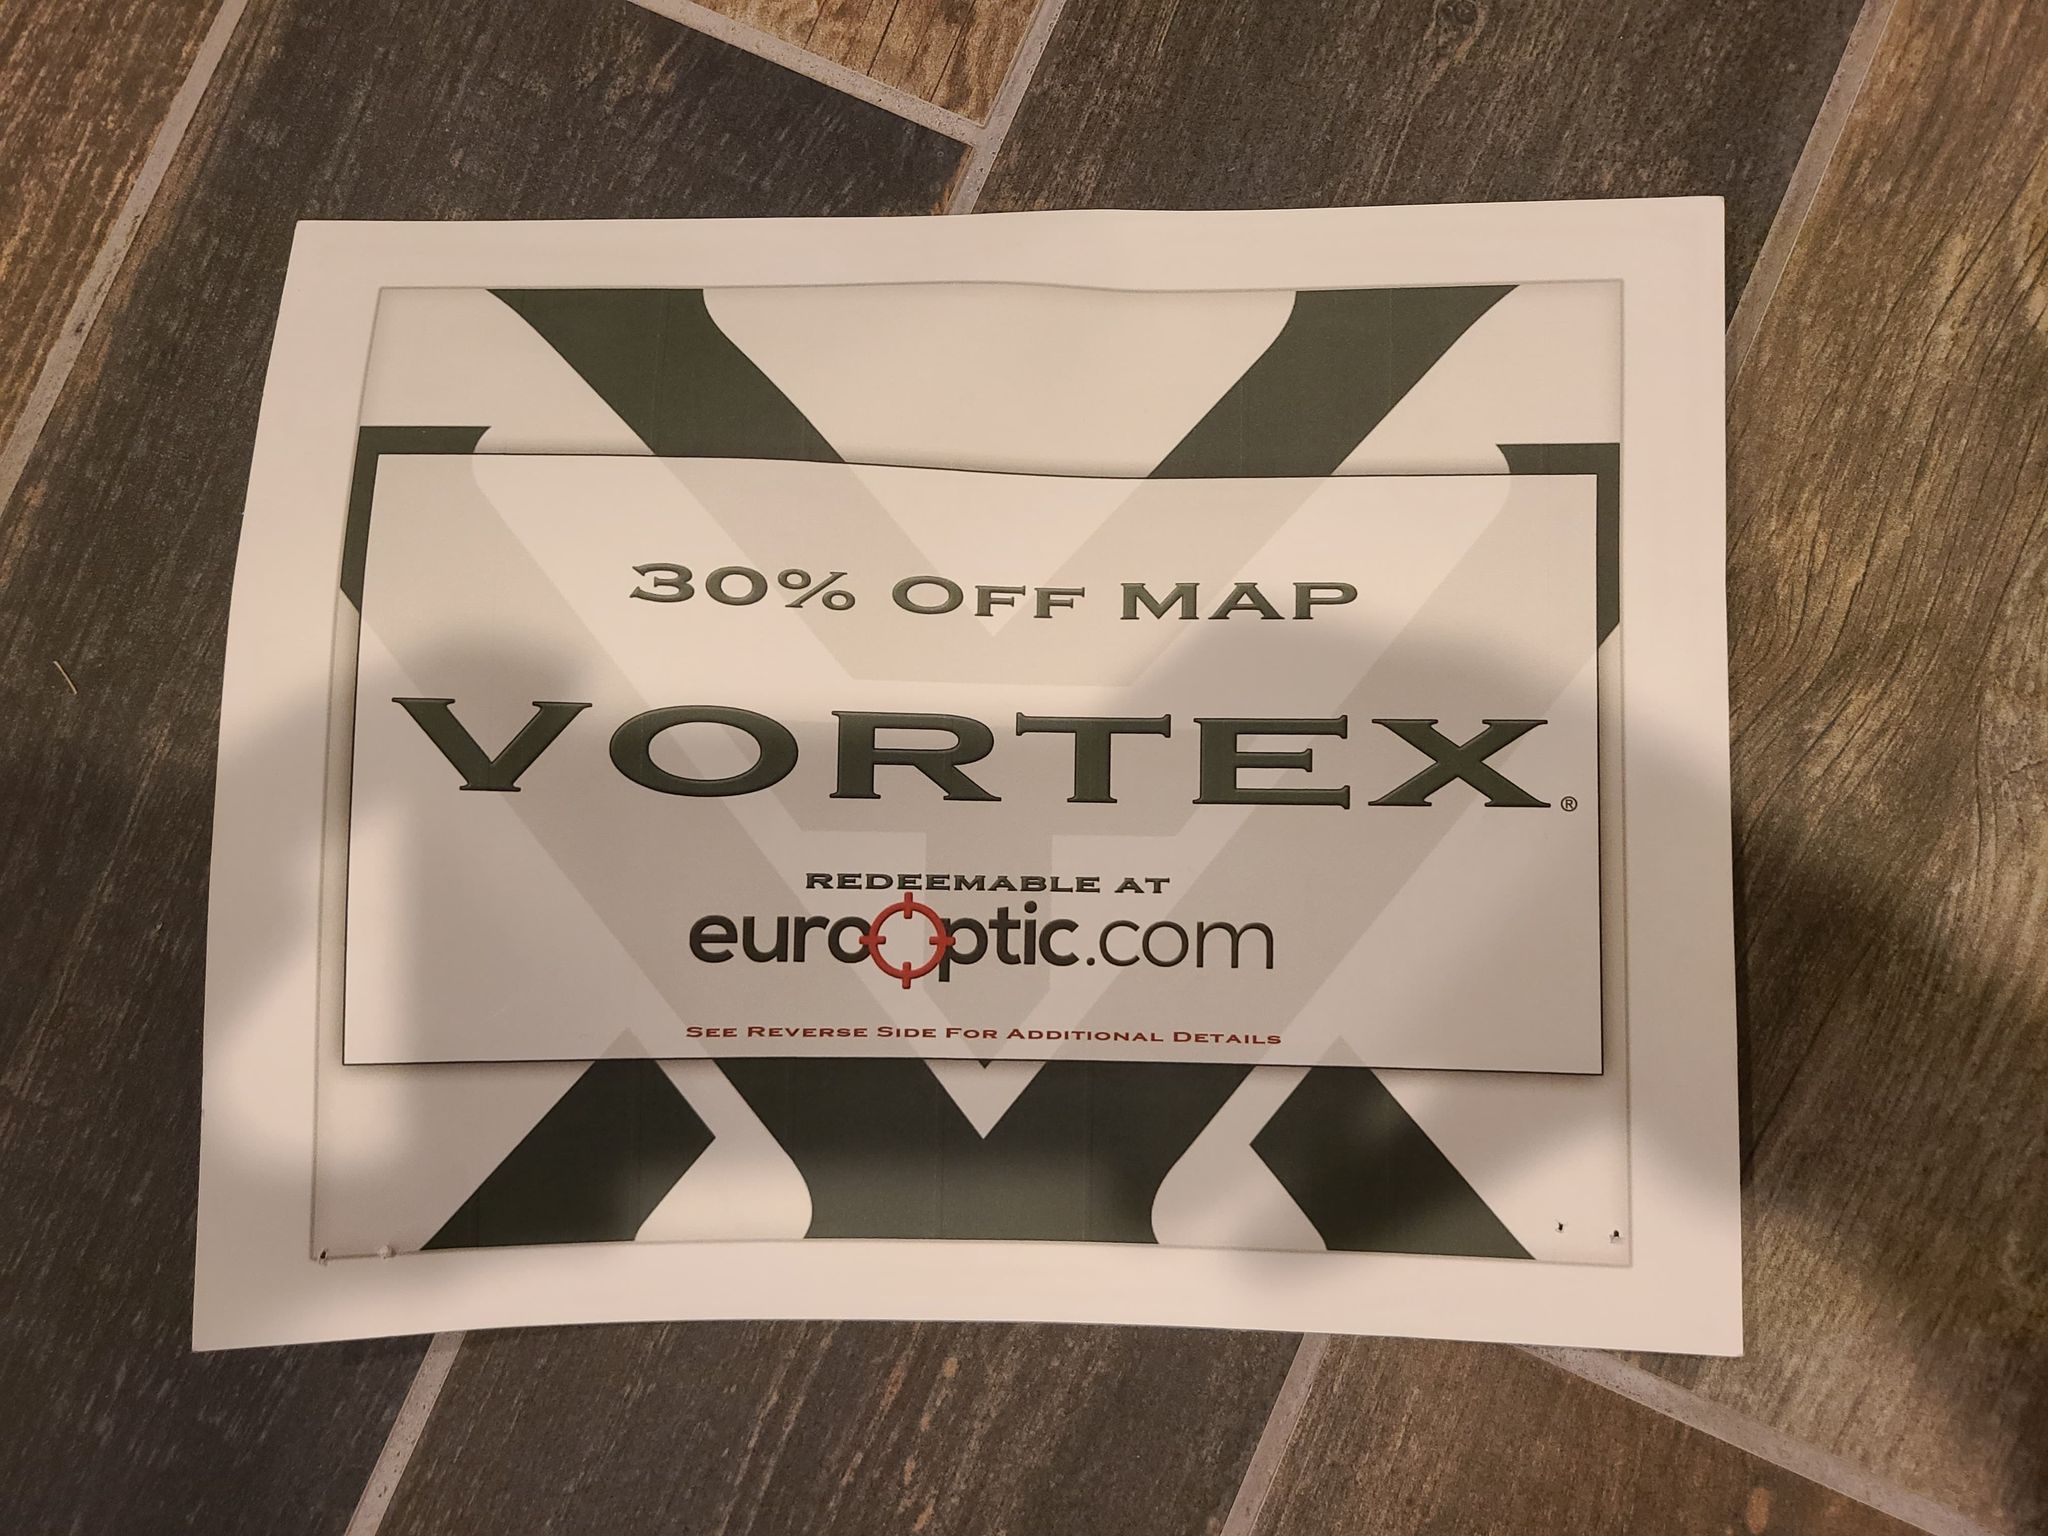 30% OFF MAP
VORTEX®
REDEEMABLE AT
eurOptic.com
SEE REVERSE SIDE FOR ADDITIONAL DETAILS